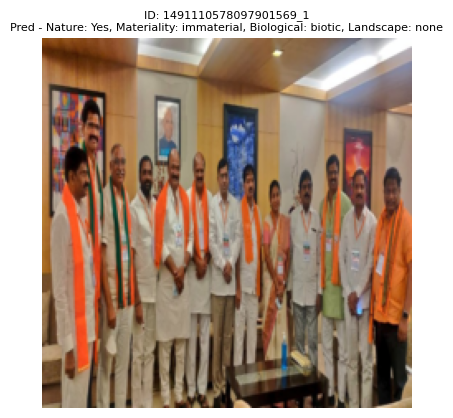 ID: 1491110578097901569_1
Pred - Nature: Yes, Materiality: immaterial, Biological: biotic, Landscape: none